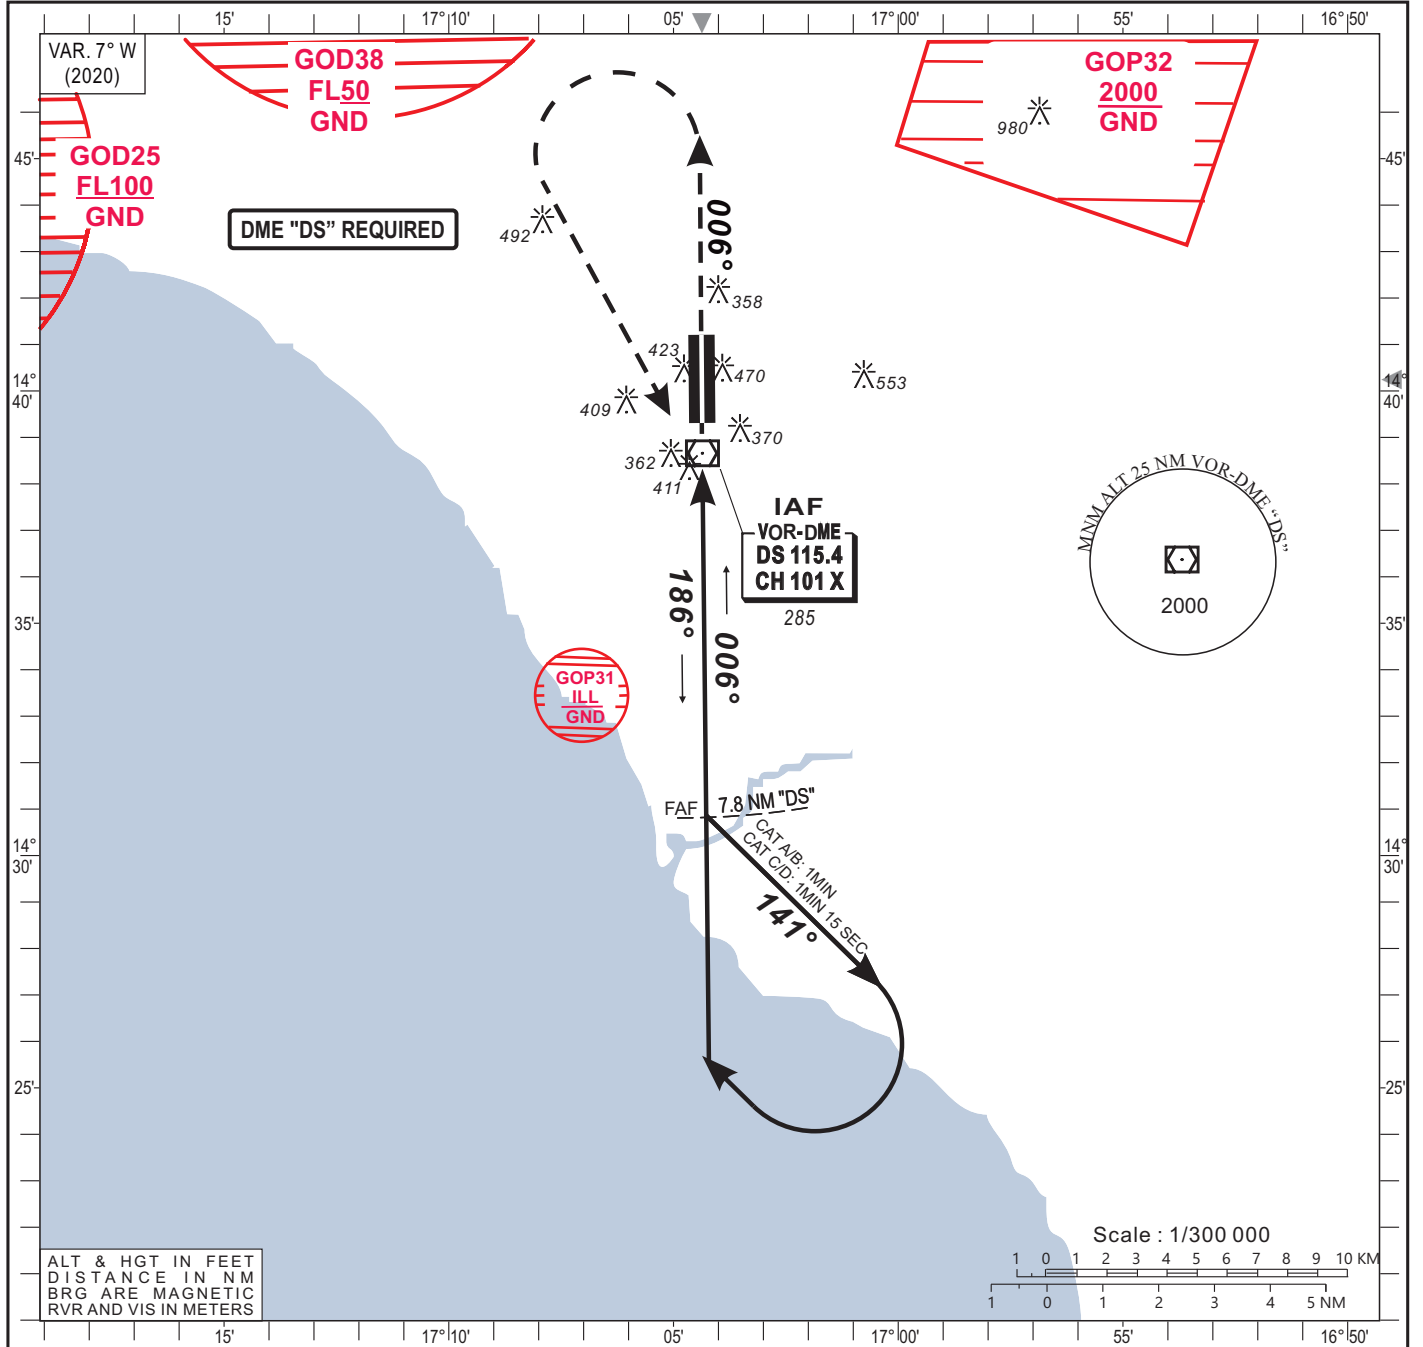 15'
17°10'
05'
17°00'
55'
16°50'
VAR. 7° W
(2020)
GOD38
FL50
GND
GOP32
2000
GND
980
45'
45'
GOD25
FL100
GND
DME "DS" REQUIRED
492
006°
358
423
470
553
14°
40'
14°
40'
409
370
362
411
MNM ALT 25 NM VOR-DME "DS"
2000
IAF
VOR-DME
DS 115.4
CH 101 X
285
186°
006°
35'
35'
GOP31
ILL
GND
FAF
7.8 NM "DS"
CAT A/B: 1MIN
CAT C/D: 1MIN 15 SEC
141°
14°
30'
14°
30'
25'
25'
Scale : 1/300 000
1 0 1 2 3 4 5 6 7 8 9 10 KM
1 0 1 2 3 4 5 NM
ALT & HGT IN FEET
DISTANCE IN NM
BRG ARE MAGNETIC
RVR AND VIS IN METERS
15'
17°10'
05'
17°00'
55'
16°50'